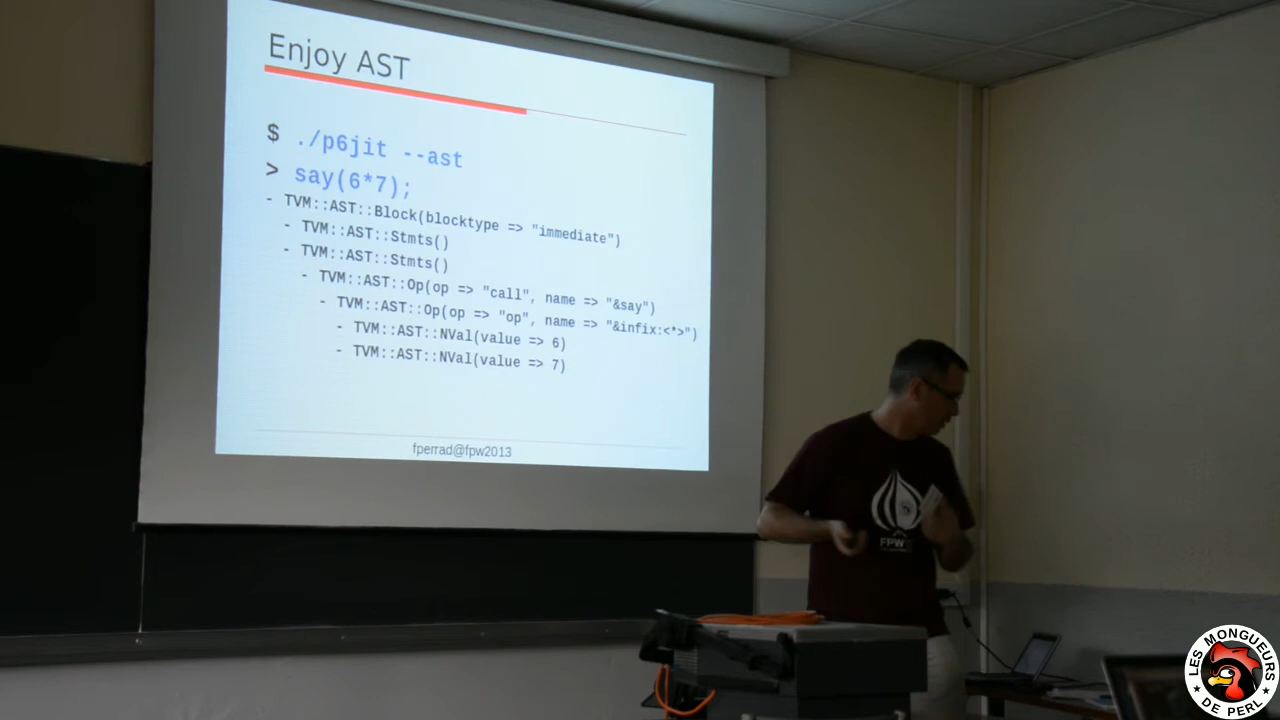 Enjoy AST
$ ./p6jit --ast
> say(6*7);
- TVM::AST::Block(blocktype => "immediate")
- TVM::AST::Stmts()
- TVM::AST::Stmts()
- TVM::AST::Op(op => "call", name => "&say")
- TVM::AST::Op(op => "op", name => "&infix:<*>")
- TVM::AST::NVal(value => 6)
- TVM::AST::NVal(value => 7)
fperrad@fpw2013
FPW
LES MONGUEURS
★ DE PERL ★